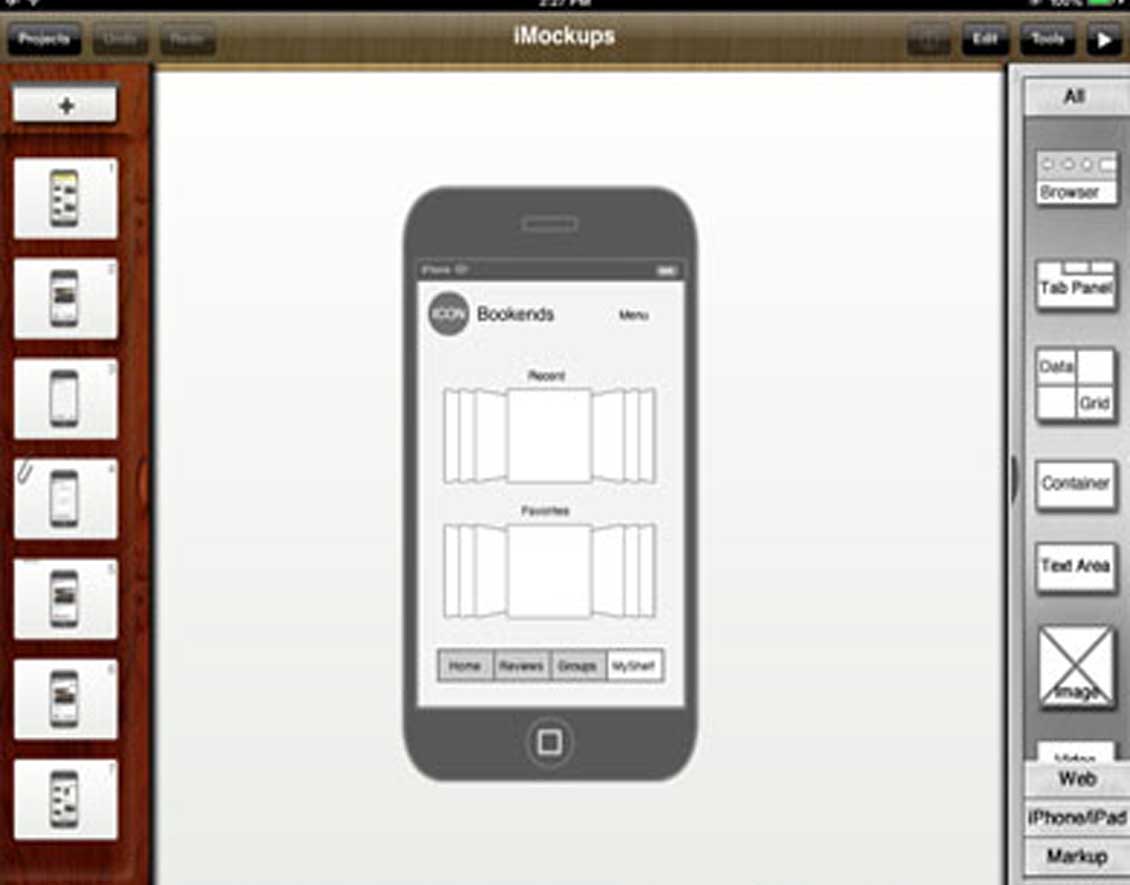 2:27 PM
100%
Projects
Undo
Redo
iMockups
Edit
Tools
+
1
2
3
4
5
6
7
iPhone
ICON
Bookends
Menu
Recent
Favorites
Home
Reviews
Groups
MyShelf
All
Browser
Tab Panel
Data
Grid
Container
Text Area
Image
Video
Web
iPhone/iPad
Markup